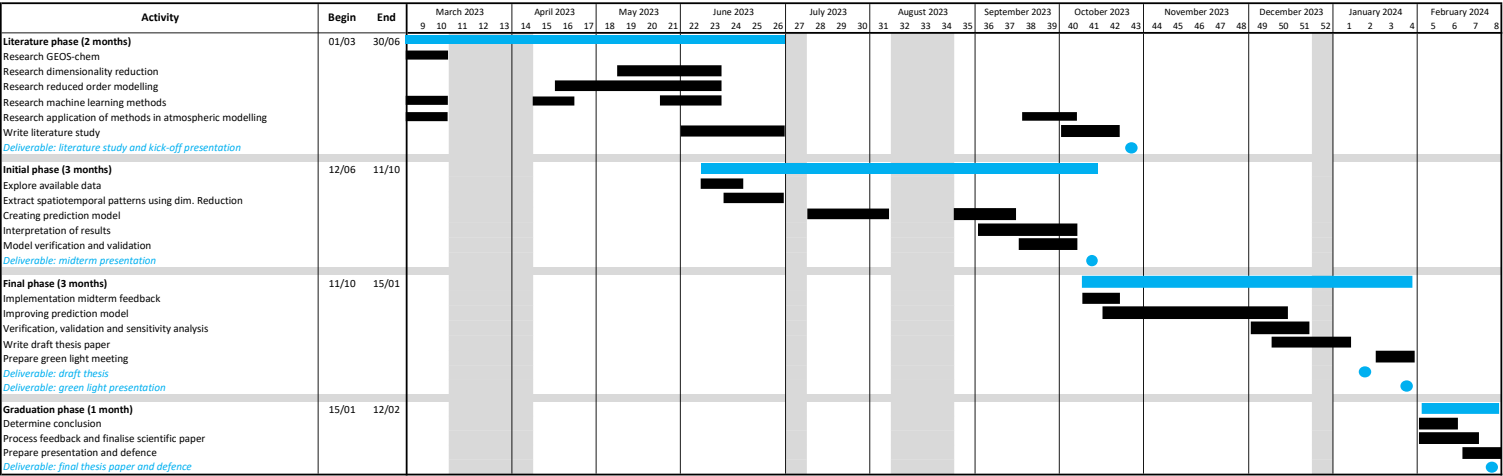 Activity Begin End March 2023 April 2023 May 2023 June 2023 July 2023 August 2023 September 2023 October 2023 November 2023 December 2023 January 2024 February 2024
9 10 11 12 13 14 15 16 17 18 19 20 21 22 23 24 25 26 27 28 29 30 31 32 33 34 35 36 37 38 39 40 41 42 43 44 45 46 47 48 49 50 51 52 1 2 3 4 5 6 7 8
Literature phase (2 months) 01/03 30/06
Research GEOS-chem
Research dimensionality reduction
Research reduced order modelling
Research machine learning methods
Research application of methods in atmospheric modelling
Write literature study
Deliverable: literature study and kick-off presentation
Initial phase (3 months) 12/06 11/10
Explore available data
Extract spatiotemporal patterns using dim. Reduction
Creating prediction model
Interpretation of results
Model verification and validation
Deliverable: midterm presentation
Final phase (3 months) 11/10 15/01
Implementation midterm feedback
Improving prediction model
Verification, validation and sensitivity analysis
Write draft thesis paper
Prepare green light meeting
Deliverable: draft thesis
Deliverable: green light presentation
Graduation phase (1 month) 15/01 12/02
Determine conclusion
Process feedback and finalise scientific paper
Prepare presentation and defence
Deliverable: final thesis paper and defence